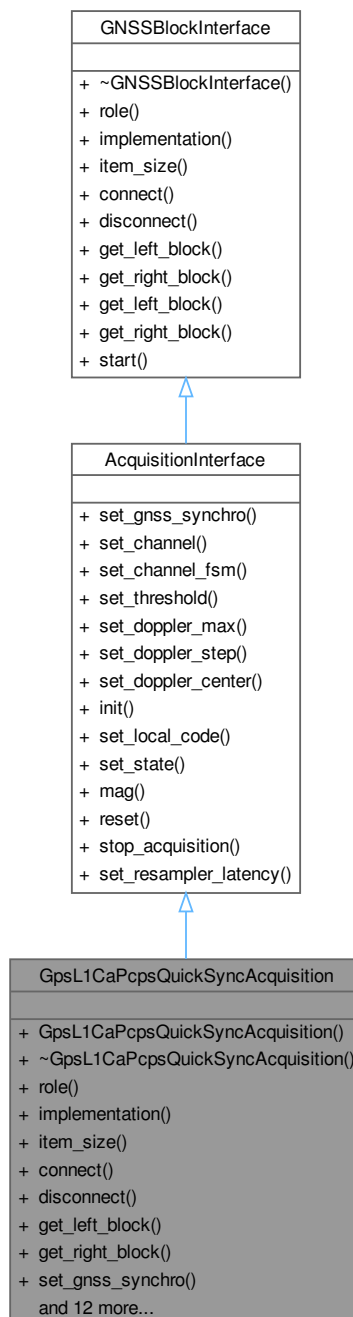 GNSSBlockInterface
+ ~GNSSBlockInterface()
+ role()
+ implementation()
+ item_size()
+ connect()
+ disconnect()
+ get_left_block()
+ get_right_block()
+ get_left_block()
+ get_right_block()
+ start()
AcquisitionInterface
+ set_gnss_synchro()
+ set_channel()
+ set_channel_fsm()
+ set_threshold()
+ set_doppler_max()
+ set_doppler_step()
+ set_doppler_center()
+ init()
+ set_local_code()
+ set_state()
+ mag()
+ reset()
+ stop_acquisition()
+ set_resampler_latency()
GpsL1CaPcpsQuickSyncAcquisition
+ GpsL1CaPcpsQuickSyncAcquisition()
+ ~GpsL1CaPcpsQuickSyncAcquisition()
+ role()
+ implementation()
+ item_size()
+ connect()
+ disconnect()
+ get_left_block()
+ get_right_block()
+ set_gnss_synchro()
and 12 more...